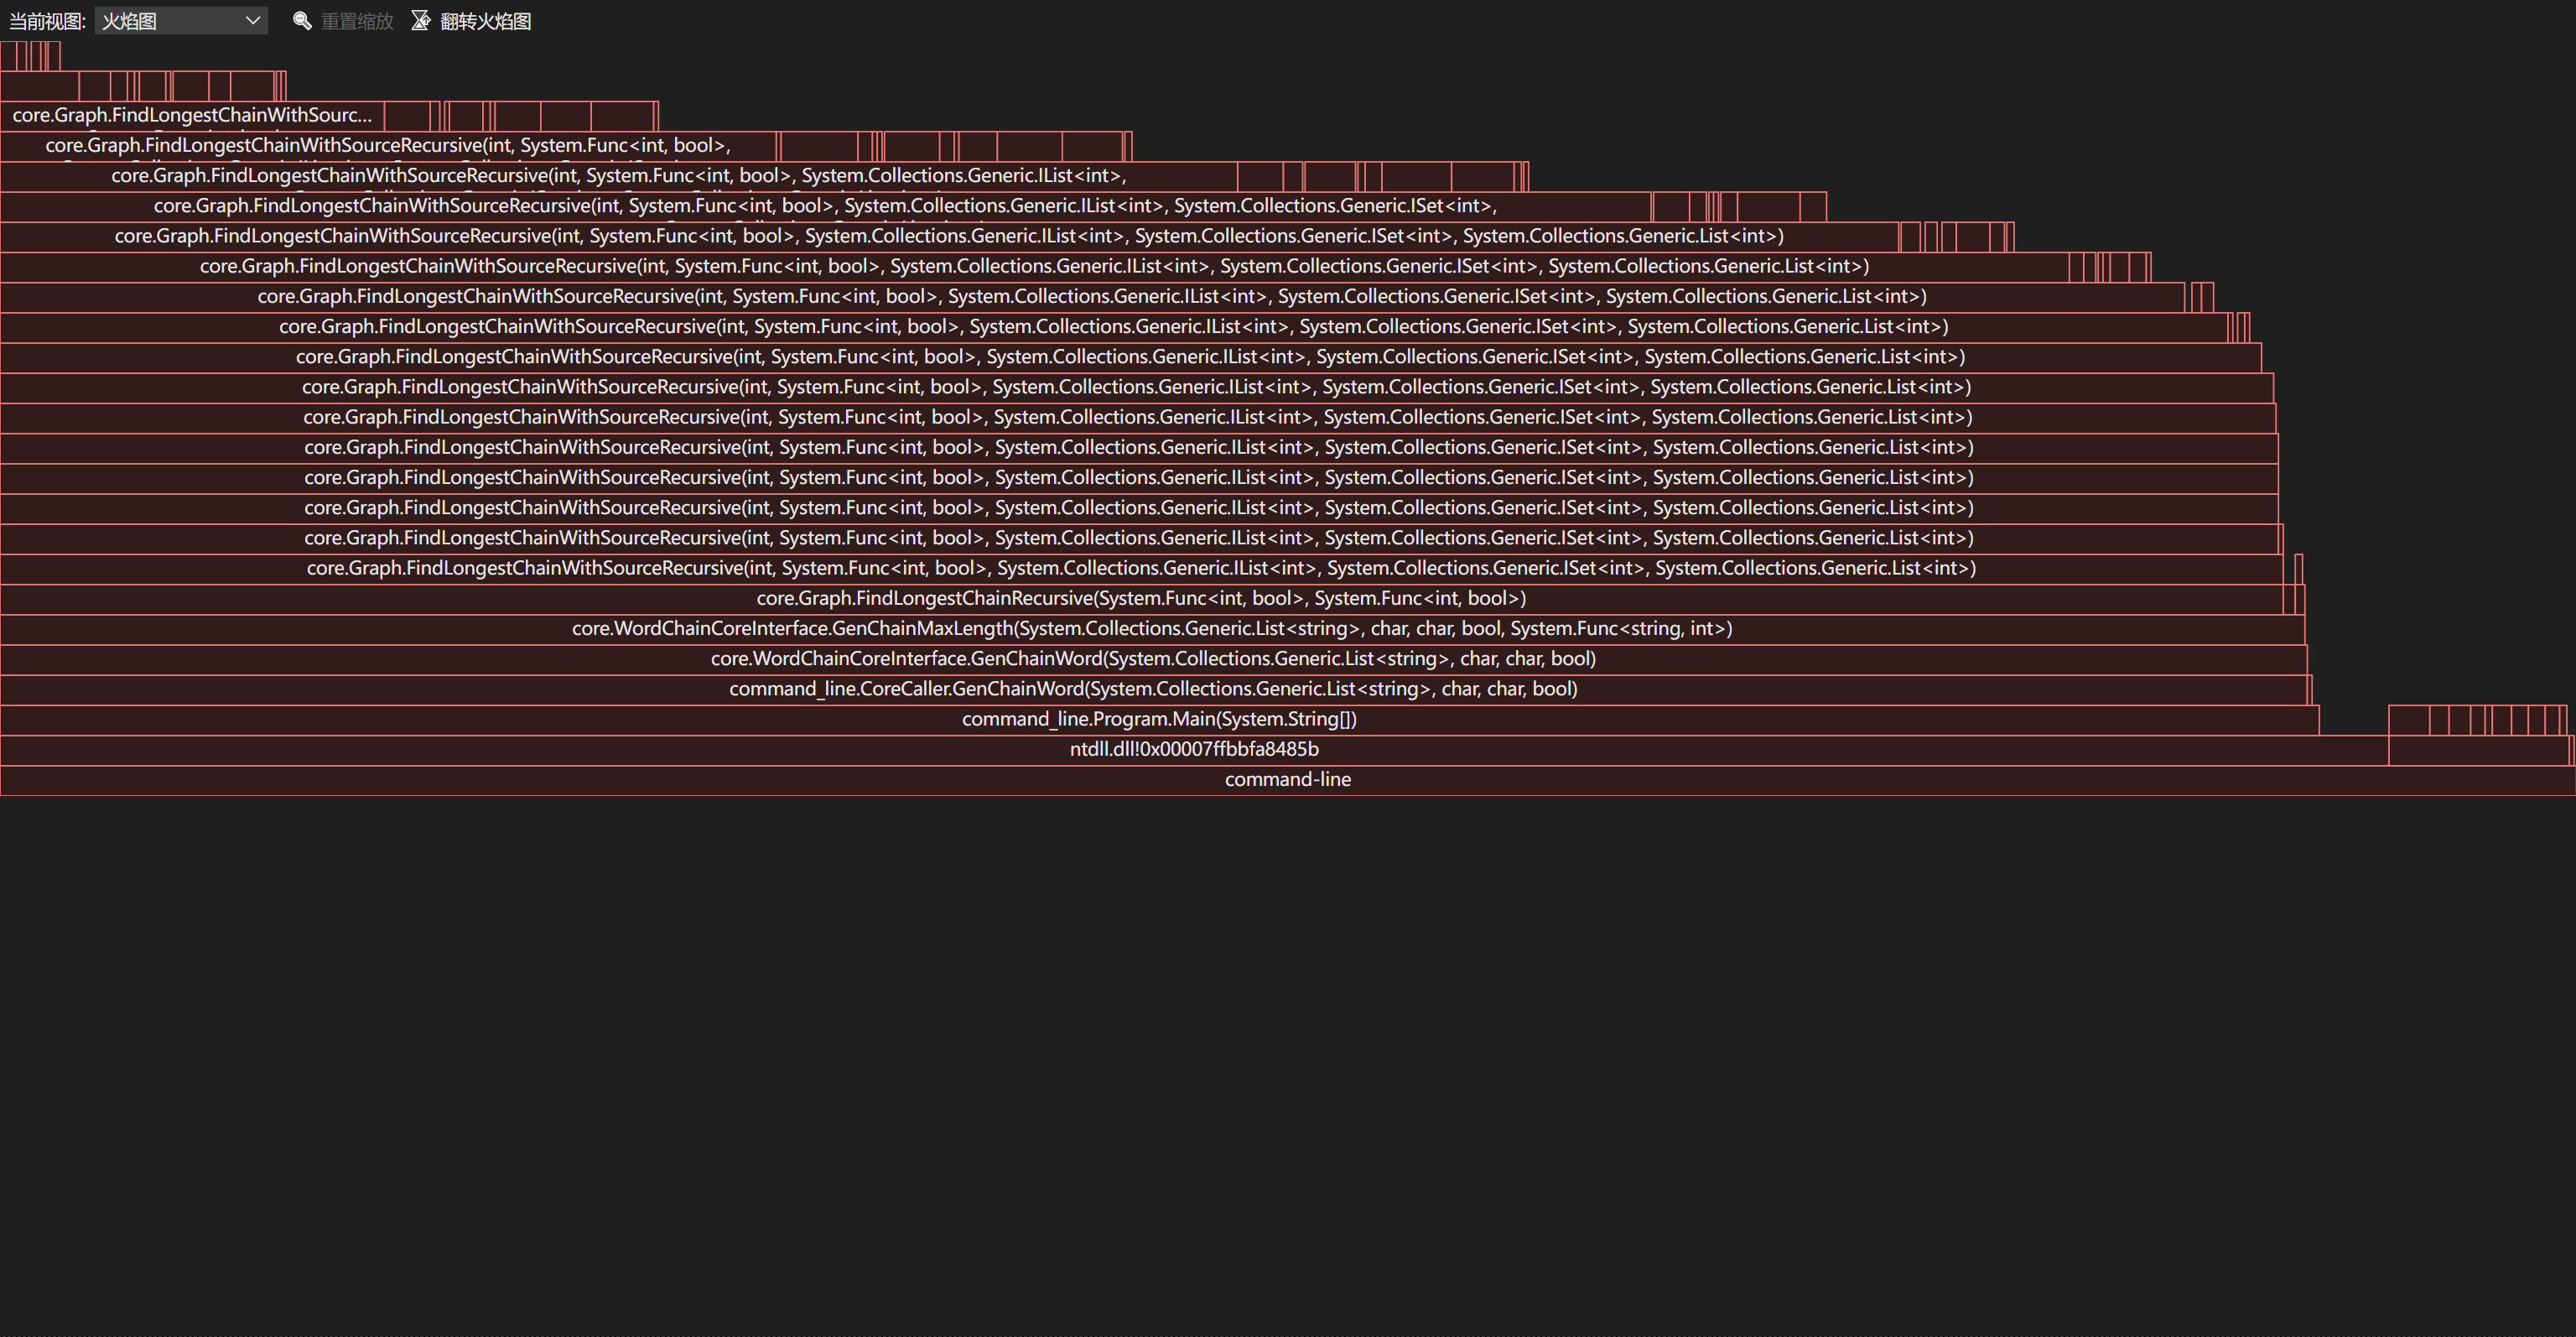 当前视图: 火焰图 重置缩放 翻转火焰图
core.Graph.FindLongestChainWithSourc...
core.Graph.FindLongestChainWithSourceRecursive(int, System.Func<int, bool>,
core.Graph.FindLongestChainWithSourceRecursive(int, System.Func<int, bool>, System.Collections.Generic.IList<int>,
core.Graph.FindLongestChainWithSourceRecursive(int, System.Func<int, bool>, System.Collections.Generic.IList<int>, System.Collections.Generic.ISet<int>,
core.Graph.FindLongestChainWithSourceRecursive(int, System.Func<int, bool>, System.Collections.Generic.IList<int>, System.Collections.Generic.ISet<int>, System.Collections.Generic.List<int>)
core.Graph.FindLongestChainWithSourceRecursive(int, System.Func<int, bool>, System.Collections.Generic.IList<int>, System.Collections.Generic.ISet<int>, System.Collections.Generic.List<int>)
core.Graph.FindLongestChainWithSourceRecursive(int, System.Func<int, bool>, System.Collections.Generic.IList<int>, System.Collections.Generic.ISet<int>, System.Collections.Generic.List<int>)
core.Graph.FindLongestChainWithSourceRecursive(int, System.Func<int, bool>, System.Collections.Generic.IList<int>, System.Collections.Generic.ISet<int>, System.Collections.Generic.List<int>)
core.Graph.FindLongestChainWithSourceRecursive(int, System.Func<int, bool>, System.Collections.Generic.IList<int>, System.Collections.Generic.ISet<int>, System.Collections.Generic.List<int>)
core.Graph.FindLongestChainWithSourceRecursive(int, System.Func<int, bool>, System.Collections.Generic.IList<int>, System.Collections.Generic.ISet<int>, System.Collections.Generic.List<int>)
core.Graph.FindLongestChainWithSourceRecursive(int, System.Func<int, bool>, System.Collections.Generic.IList<int>, System.Collections.Generic.ISet<int>, System.Collections.Generic.List<int>)
core.Graph.FindLongestChainWithSourceRecursive(int, System.Func<int, bool>, System.Collections.Generic.IList<int>, System.Collections.Generic.ISet<int>, System.Collections.Generic.List<int>)
core.Graph.FindLongestChainWithSourceRecursive(int, System.Func<int, bool>, System.Collections.Generic.IList<int>, System.Collections.Generic.ISet<int>, System.Collections.Generic.List<int>)
core.Graph.FindLongestChainWithSourceRecursive(int, System.Func<int, bool>, System.Collections.Generic.IList<int>, System.Collections.Generic.ISet<int>, System.Collections.Generic.List<int>)
core.Graph.FindLongestChainWithSourceRecursive(int, System.Func<int, bool>, System.Collections.Generic.IList<int>, System.Collections.Generic.ISet<int>, System.Collections.Generic.List<int>)
core.Graph.FindLongestChainWithSourceRecursive(int, System.Func<int, bool>, System.Collections.Generic.IList<int>, System.Collections.Generic.ISet<int>, System.Collections.Generic.List<int>)
core.Graph.FindLongestChainRecursive(System.Func<int, bool>, System.Func<int, bool>)
core.WordChainCoreInterface.GenChainMaxLength(System.Collections.Generic.List<string>, char, char, bool, System.Func<string, int>)
core.WordChainCoreInterface.GenChainWord(System.Collections.Generic.List<string>, char, char, bool)
command_line.CoreCaller.GenChainWord(System.Collections.Generic.List<string>, char, char, bool)
command_line.Program.Main(System.String[])
ntdll.dll!0x00007ffbbfa8485b
command-line